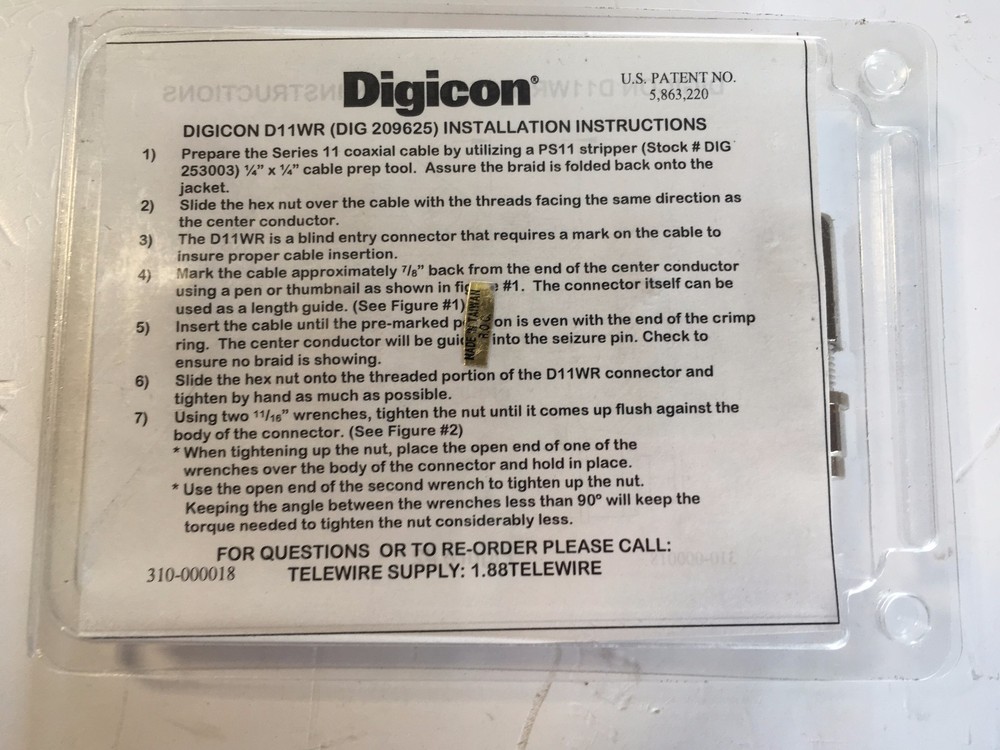 Digicon®
U.S. PATENT NO.
5,863,220
DIGICON D11WR (DIG 209625) INSTALLATION INSTRUCTIONS
1) Prepare the Series 11 coaxial cable by utilizing a PS11 stripper (Stock # DIG
253003) ¼” x ¼” cable prep tool. Assure the braid is folded back onto the
jacket.
2) Slide the hex nut over the cable with the threads facing the same direction as
the center conductor.
3) The D11WR is a blind entry connector that requires a mark on the cable to
insure proper cable insertion.
4) Mark the cable approximately 7/8” back from the end of the center conductor
using a pen or thumbnail as shown in fig e #1. The connector itself can be
used as a length guide. (See Figure #1)
5) Insert the cable until the pre-marked p on is even with the end of the crimp
ring. The center conductor will be gui into the seizure pin. Check to
ensure no braid is showing.
6) Slide the hex nut onto the threaded portion of the D11WR connector and
tighten by hand as much as possible.
7) Using two 11/16” wrenches, tighten the nut until it comes up flush against the
body of the connector. (See Figure #2)
* When tightening up the nut, place the open end of one of the
wrenches over the body of the connector and hold in place.
* Use the open end of the second wrench to tighten up the nut.
Keeping the angle between the wrenches less than 90º will keep the
torque needed to tighten the nut considerably less.
FOR QUESTIONS OR TO RE-ORDER PLEASE CALL:
310-000018 TELEWIRE SUPPLY: 1.88TELEWIRE
MADE IN TAIWAN
R.O.C.